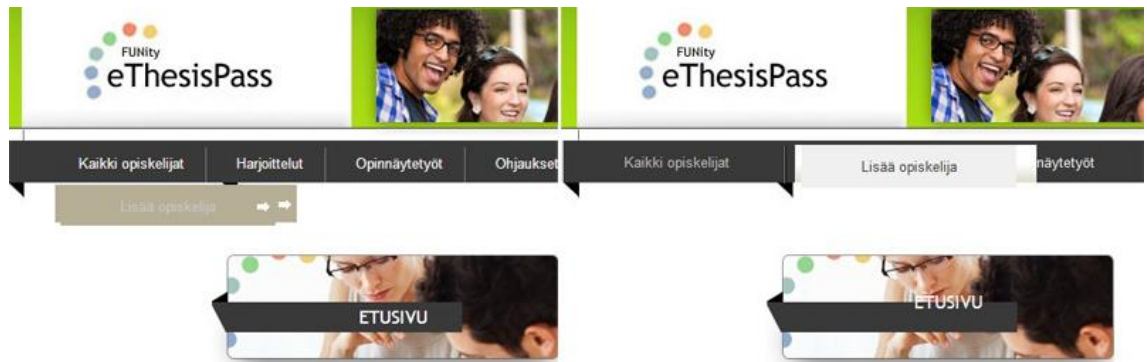 FUNity
eThesisPass
Kaikki opiskelijat Harjoittelut Opinnäytetyöt Ohjaukset
Lisää opiskelija
ETUSIVU
FUNity
eThesisPass
Kaikki opiskelijat Lisää opiskelija näytetyöt
ETUSIVU